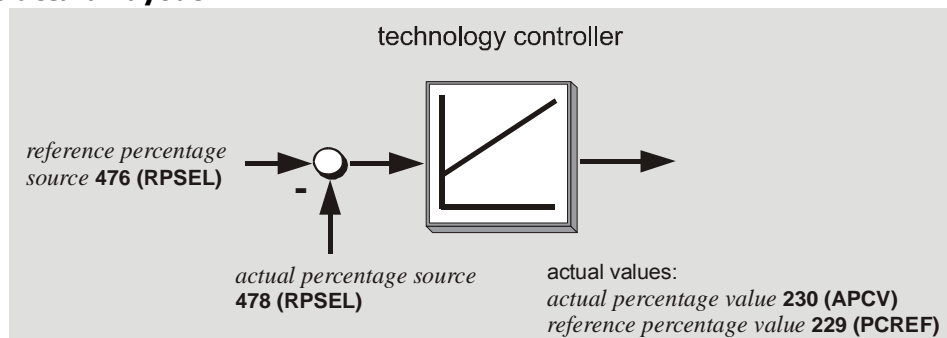 technology controller
reference percentage
source 476 (RPSEL)
-
actual percentage source
478 (RPSEL)
actual values:
actual percentage value 230 (APCV)
reference percentage value 229 (PCREF)